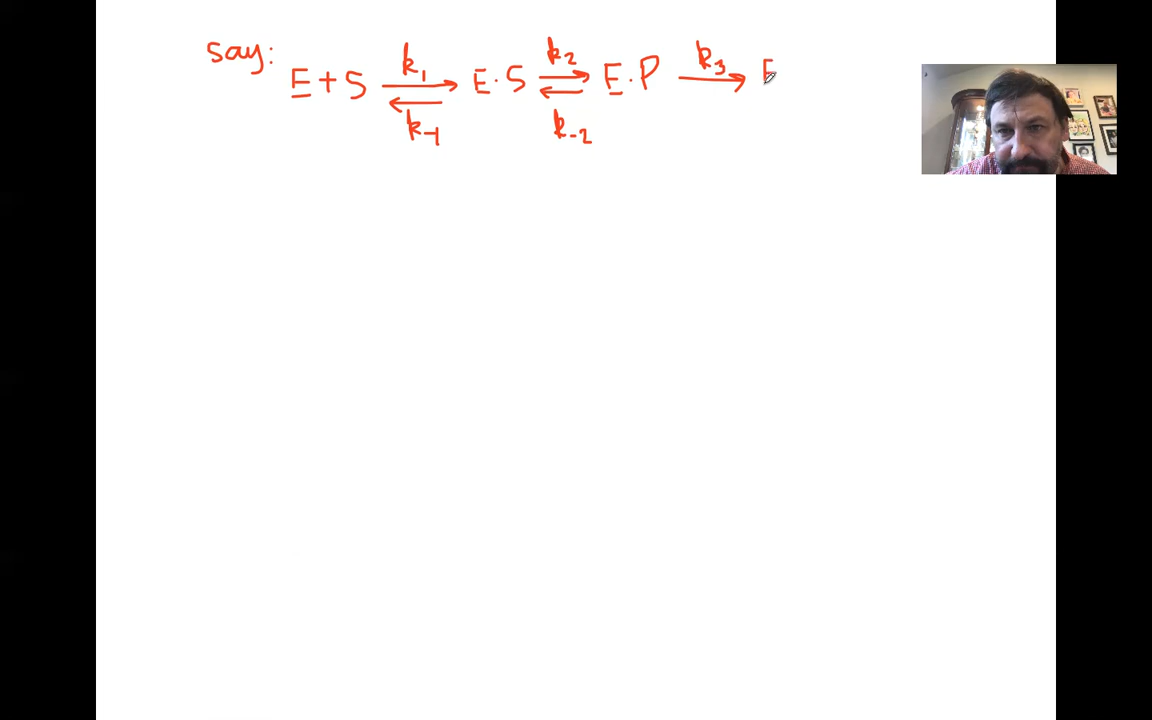 say:
E + S ⇌ E · S ⇌ E · P → E
k1 k2 k3
k-1 k-2